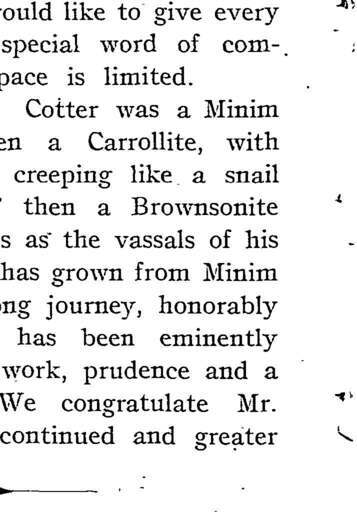 ould like to give every
special word of com-
pace is limited.
Cotter was a Minim
en a Carrollite, with
creeping like a snail
then a Brownsonite
s as the vassals of his
has grown from Minim
ong journey, honorably
has been eminently
work, prudence and a
We congratulate Mr.
continued and greater